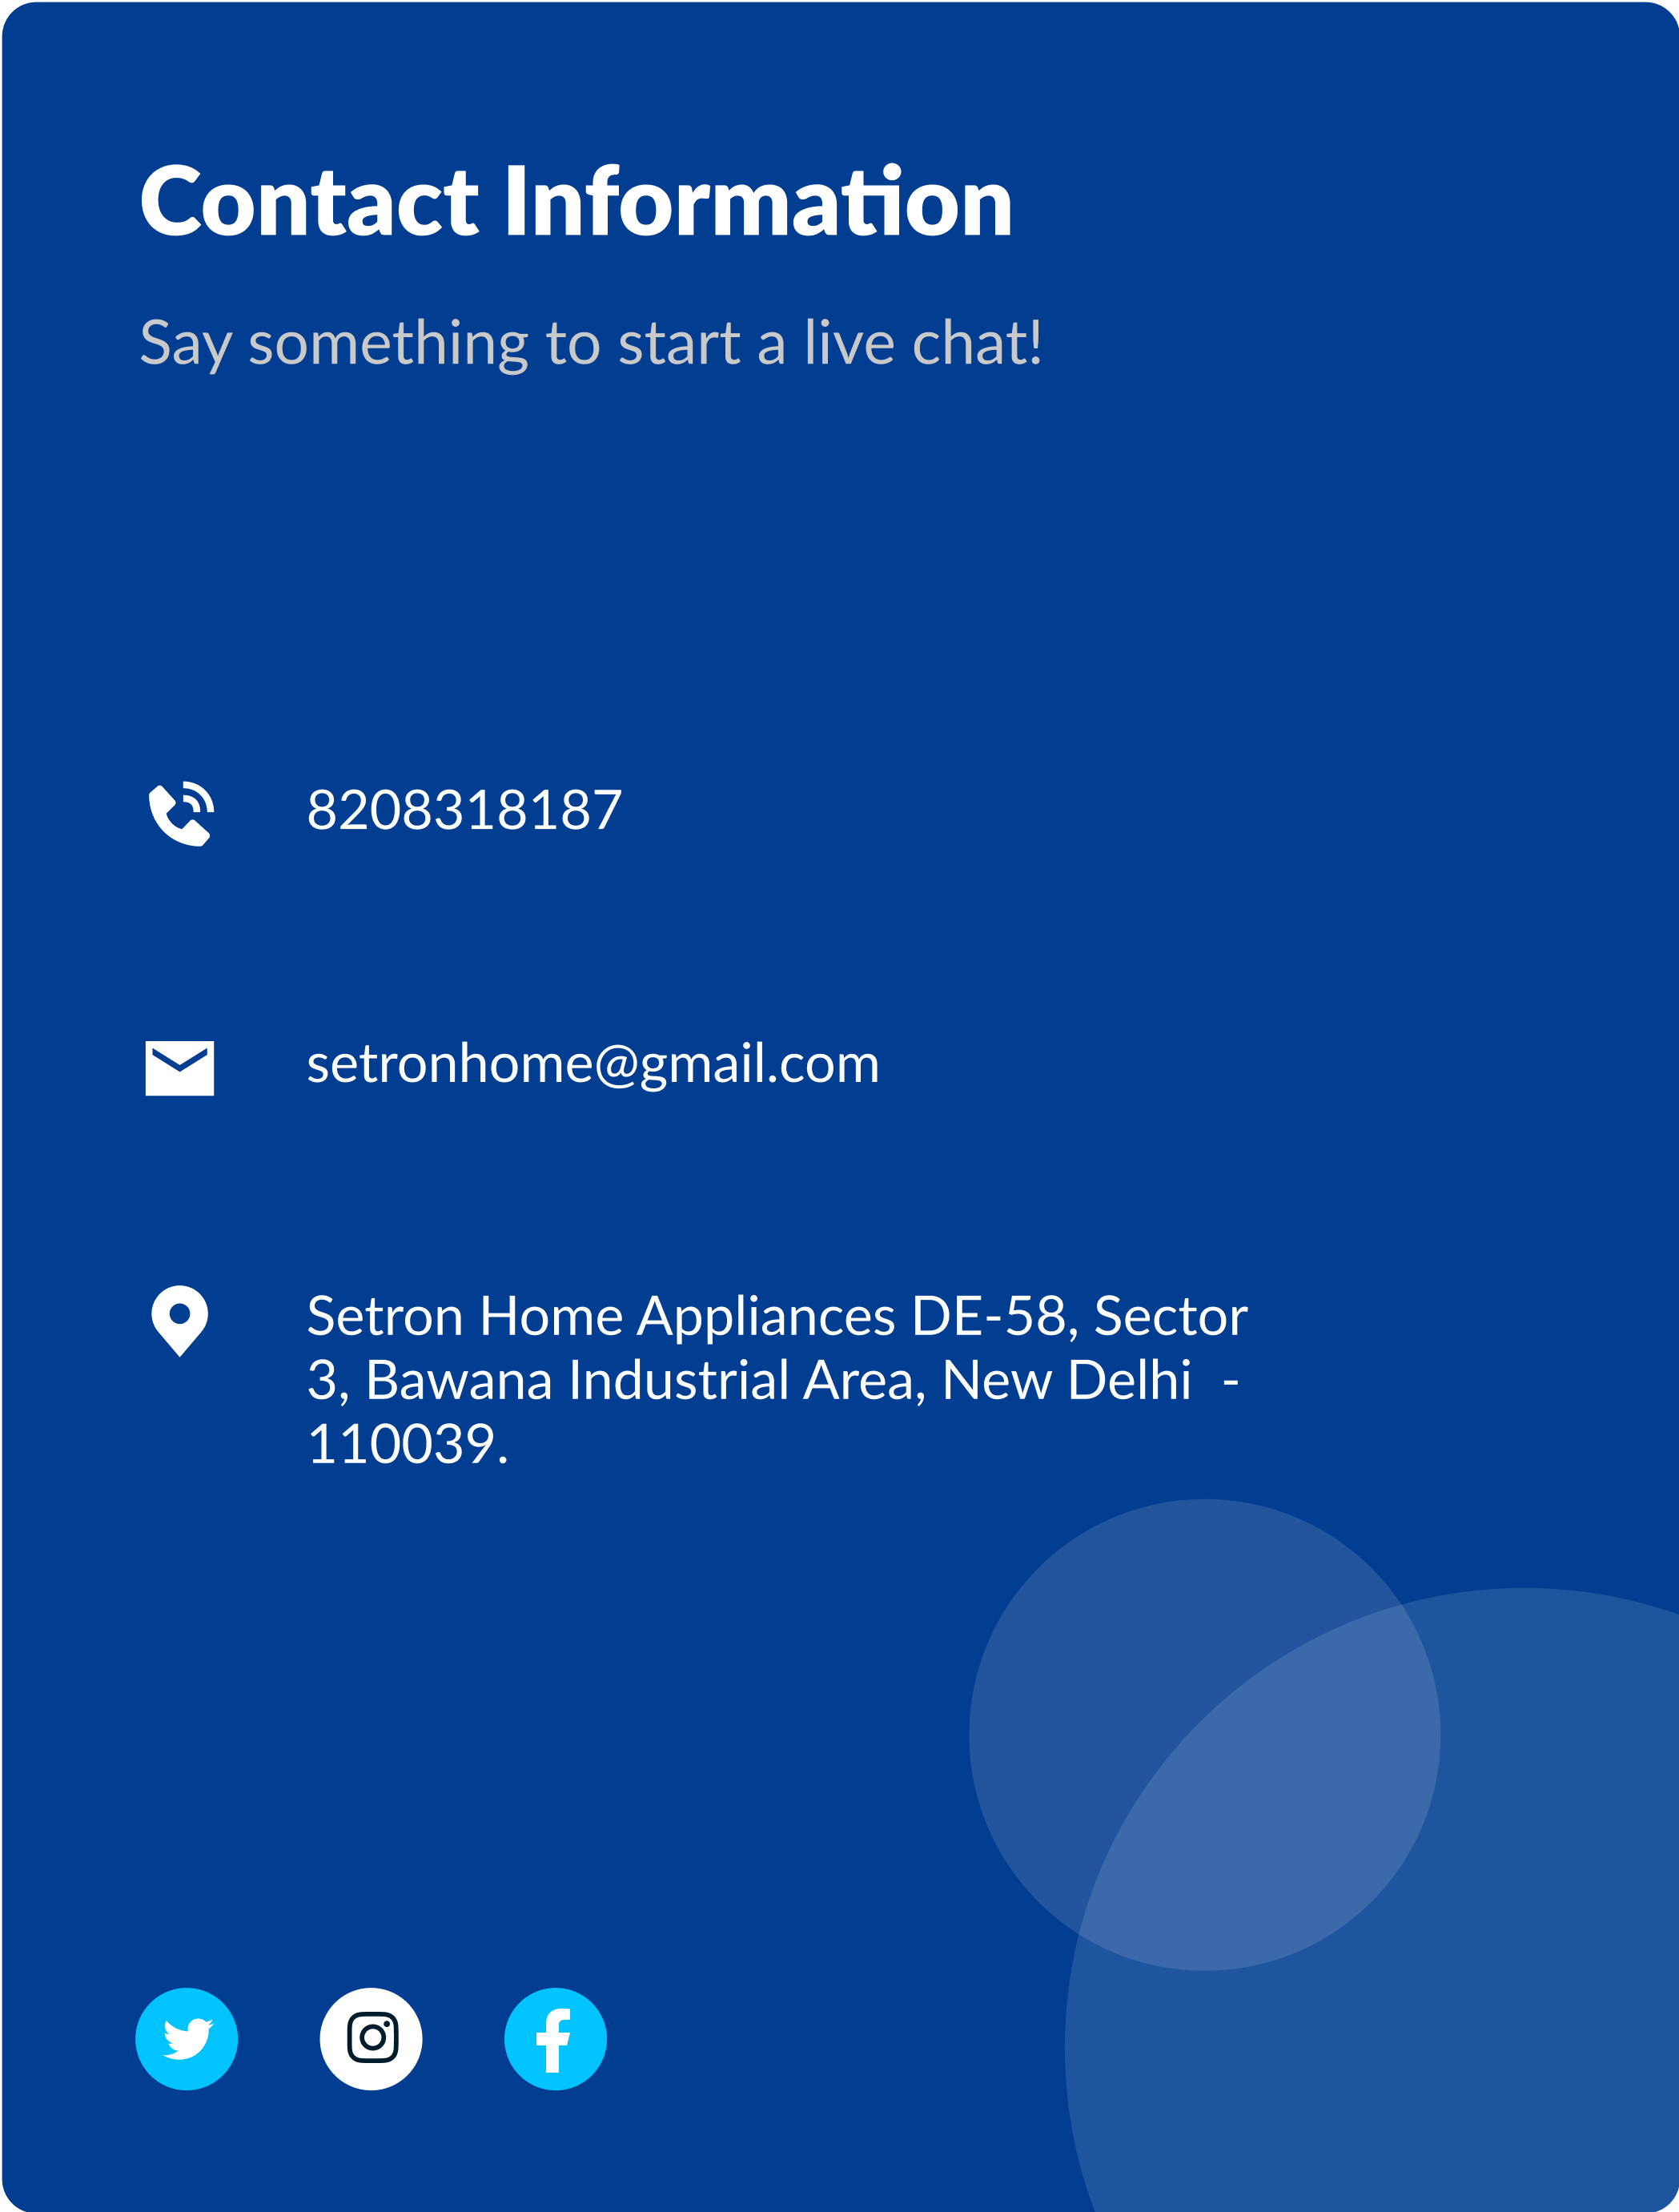 Contact Information
Say something to start a live chat!
8208318187
setronhome@gmail.com
Setron Home Appliances DE-58, Sector
3, Bawana Industrial Area, New Delhi  -
110039.